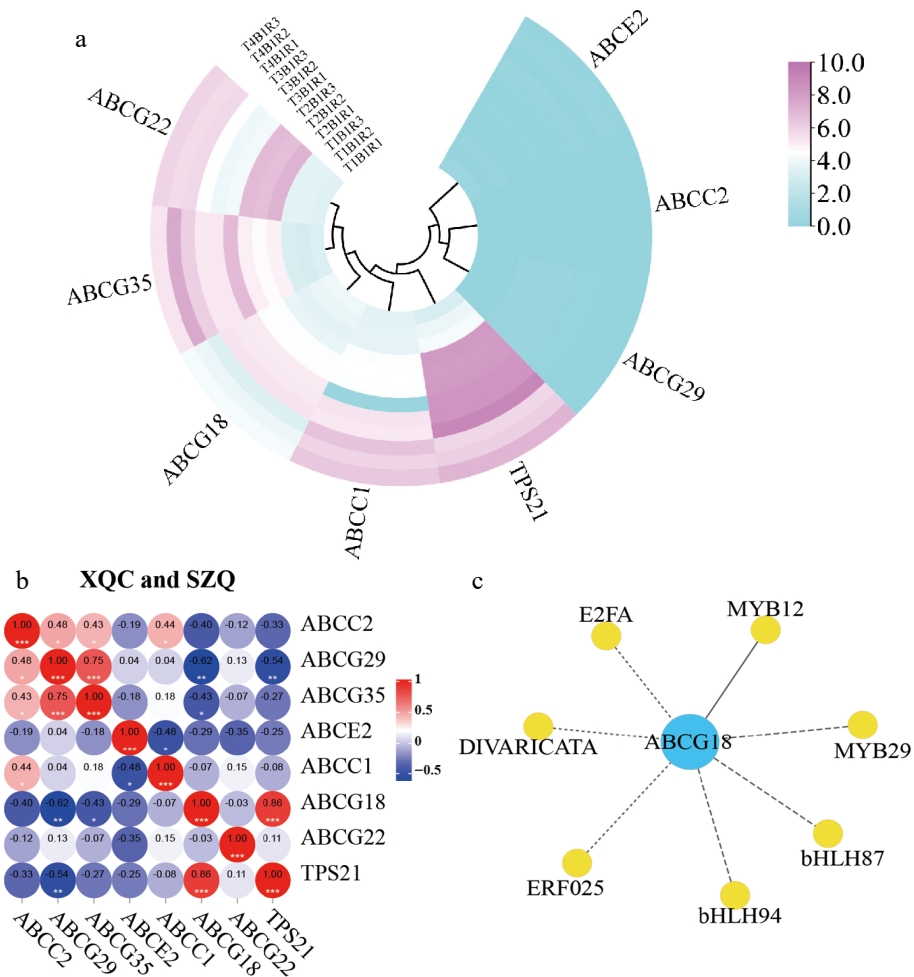 a
T4B1R3
T4B1R2
T4B1R1
T3B1R3
T3B1R2
T3B1R1
T2B1R3
T2B1R2
T2B1R1
T1B1R3
T1B1R2
T1B1R1
ABCE2
ABCC2
ABCG29
TPS21
ABCC1
ABCG18
ABCG35
ABCG22
10.0
8.0
6.0
4.0
2.0
0.0
b
XQC and SZQ
1.00 0.48 0.43 -0.19 0.44 -0.40 -0.12 -0.33 ABCC2
*** * * *
0.48 1.00 0.75 0.04 0.04 -0.62 0.13 -0.54 ABCG29
* *** *** ** **
0.43 0.75 1.00 -0.18 0.18 -0.43 -0.07 -0.27 ABCG35
* *** *** *
-0.19 0.04 -0.18 1.00 -0.48 -0.29 -0.35 -0.25 ABCE2
*** *
0.44 0.04 0.18 -0.48 1.00 -0.07 0.15 -0.08 ABCC1
* * ***
-0.40 -0.62 -0.43 -0.29 -0.07 1.00 -0.03 0.86 ABCG18
** * *** ***
-0.12 0.13 -0.07 -0.35 0.15 -0.03 1.00 0.11 ABCG22
***
-0.33 -0.54 -0.27 -0.25 -0.08 0.86 0.11 1.00 TPS21
** *** ***
ABCC2 ABCG29 ABCG35 ABCE2 ABCC1 ABCG18 ABCG22 TPS21
1
0.5
0
−0.5
c
E2FA
MYB12
DIVARICATA
ABCG18
MYB29
bHLH87
ERF025
bHLH94